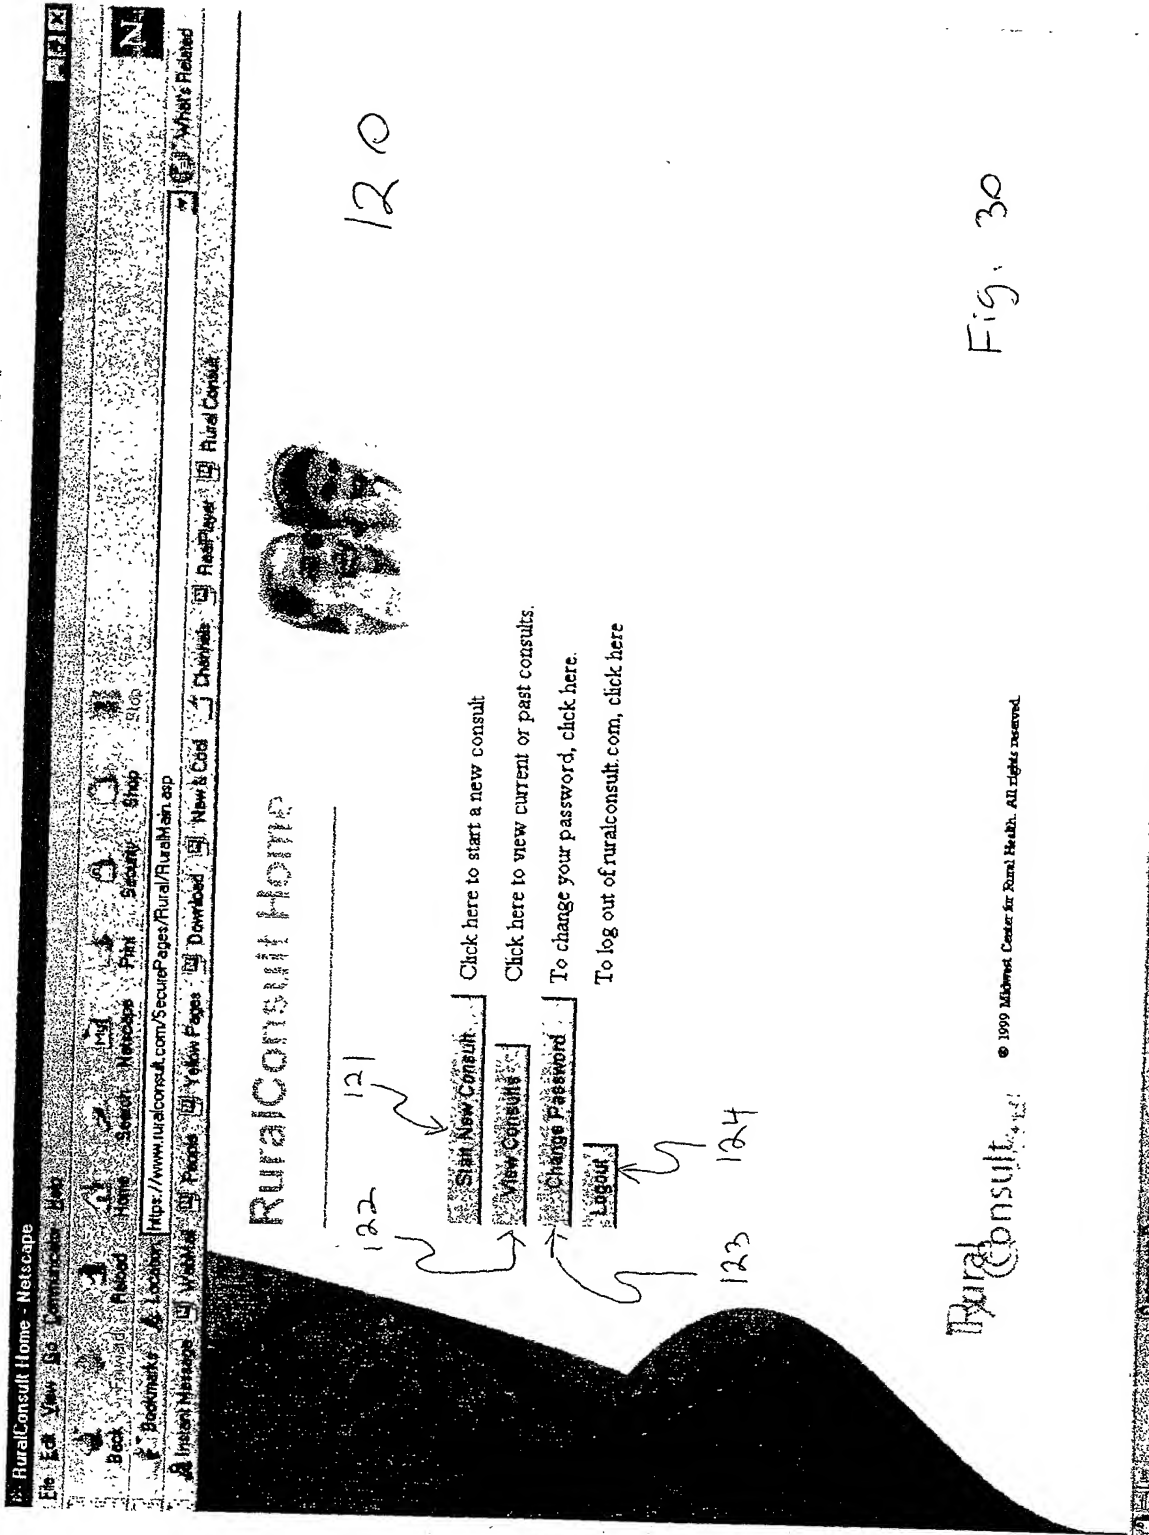 RuralConsult Home - Netscape
File Edit View Go Communicator Help
Back Forward Reload Home Search Netscape Print Security Shop Stop
Bookmarks Location: https://www.ruralconsult.com/SecurePages/Rural/RuralMain.asp What's Related
Instant Message WebMail People Yellow Pages Download New & Cool Channels RealPlayer Rural Consult
N
RuralConsult Home
120
122
121
Start New Consult Click here to start a new consult
View Consults Click here to view current or past consults.
Change Password To change your password, click here.
Logout To log out of ruralconsult.com, click here
123
124
Rural Consult
© 1999 Midwest Center for Rural Health. All rights reserved.
Fig. 30